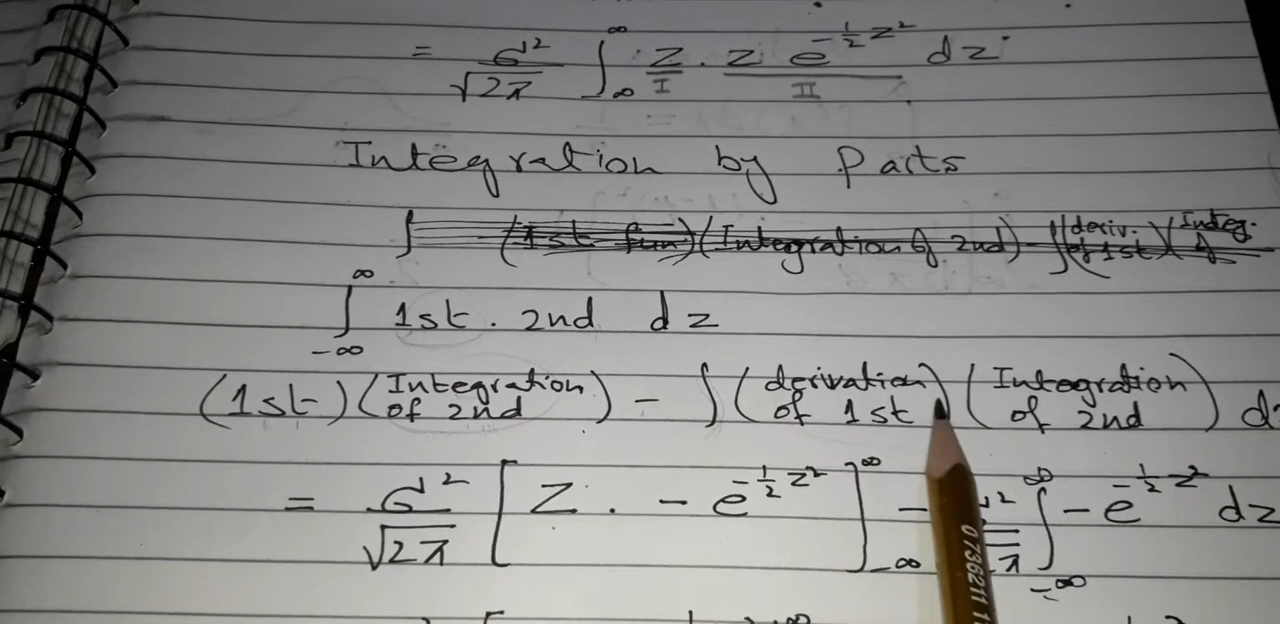 = σ²/√2π ∫∞∞ Z/I . Z e^-½z²/II dz
Integration by Parts
∫ (1st fun) (Integration of 2nd) - ∫(deriv. of 1st)(Integ. of
∫-∞∞ 1st . 2nd dz
(1st) (Integration of 2nd) - ∫ (derivation of 1st) (Integration of 2nd) d
= σ²/√2π [ Z . - e^-½z² ]-∞∞ - ² π ∫-∞∞ - e^-½z² dz